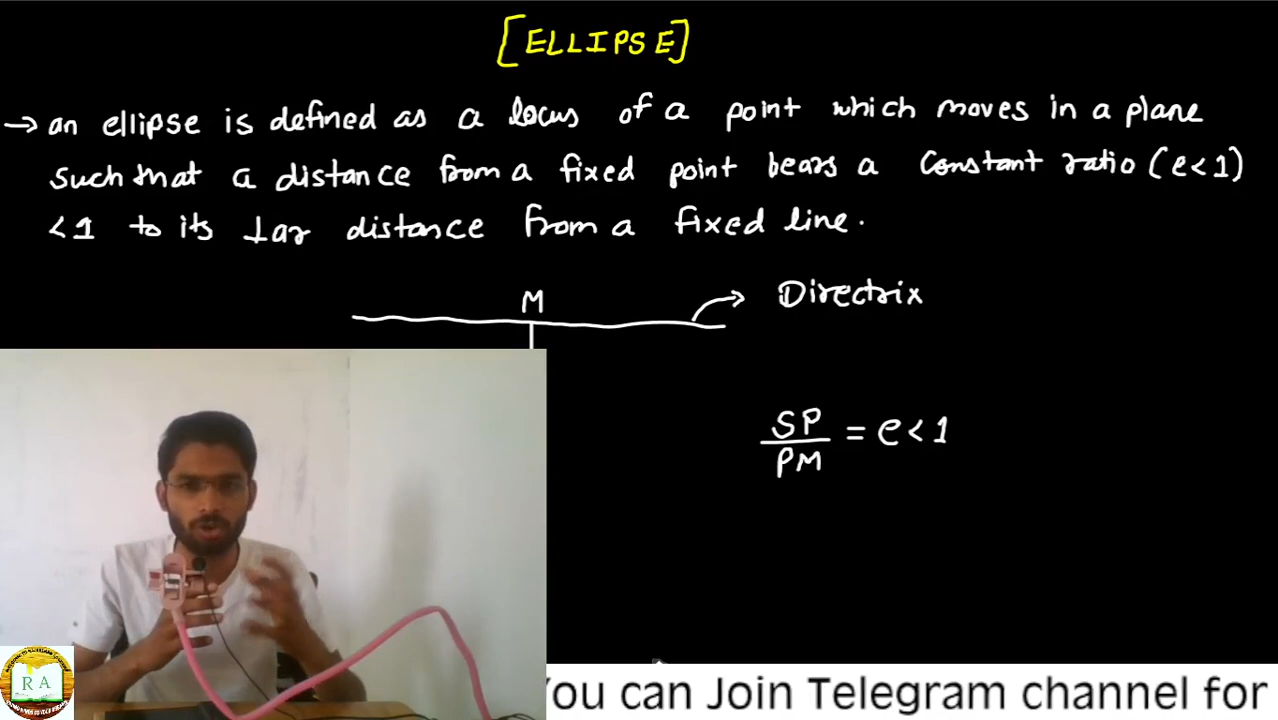 [ELLIPSE]
→ an ellipse is defined as a locus of a point which moves in a plane
such that a distance from a fixed point bears a constant ratio (e<1)
<1 to its ⊥ar distance from a fixed line.
M
Directrix
SP
PM
= e<1
R A
You can Join Telegram channel for